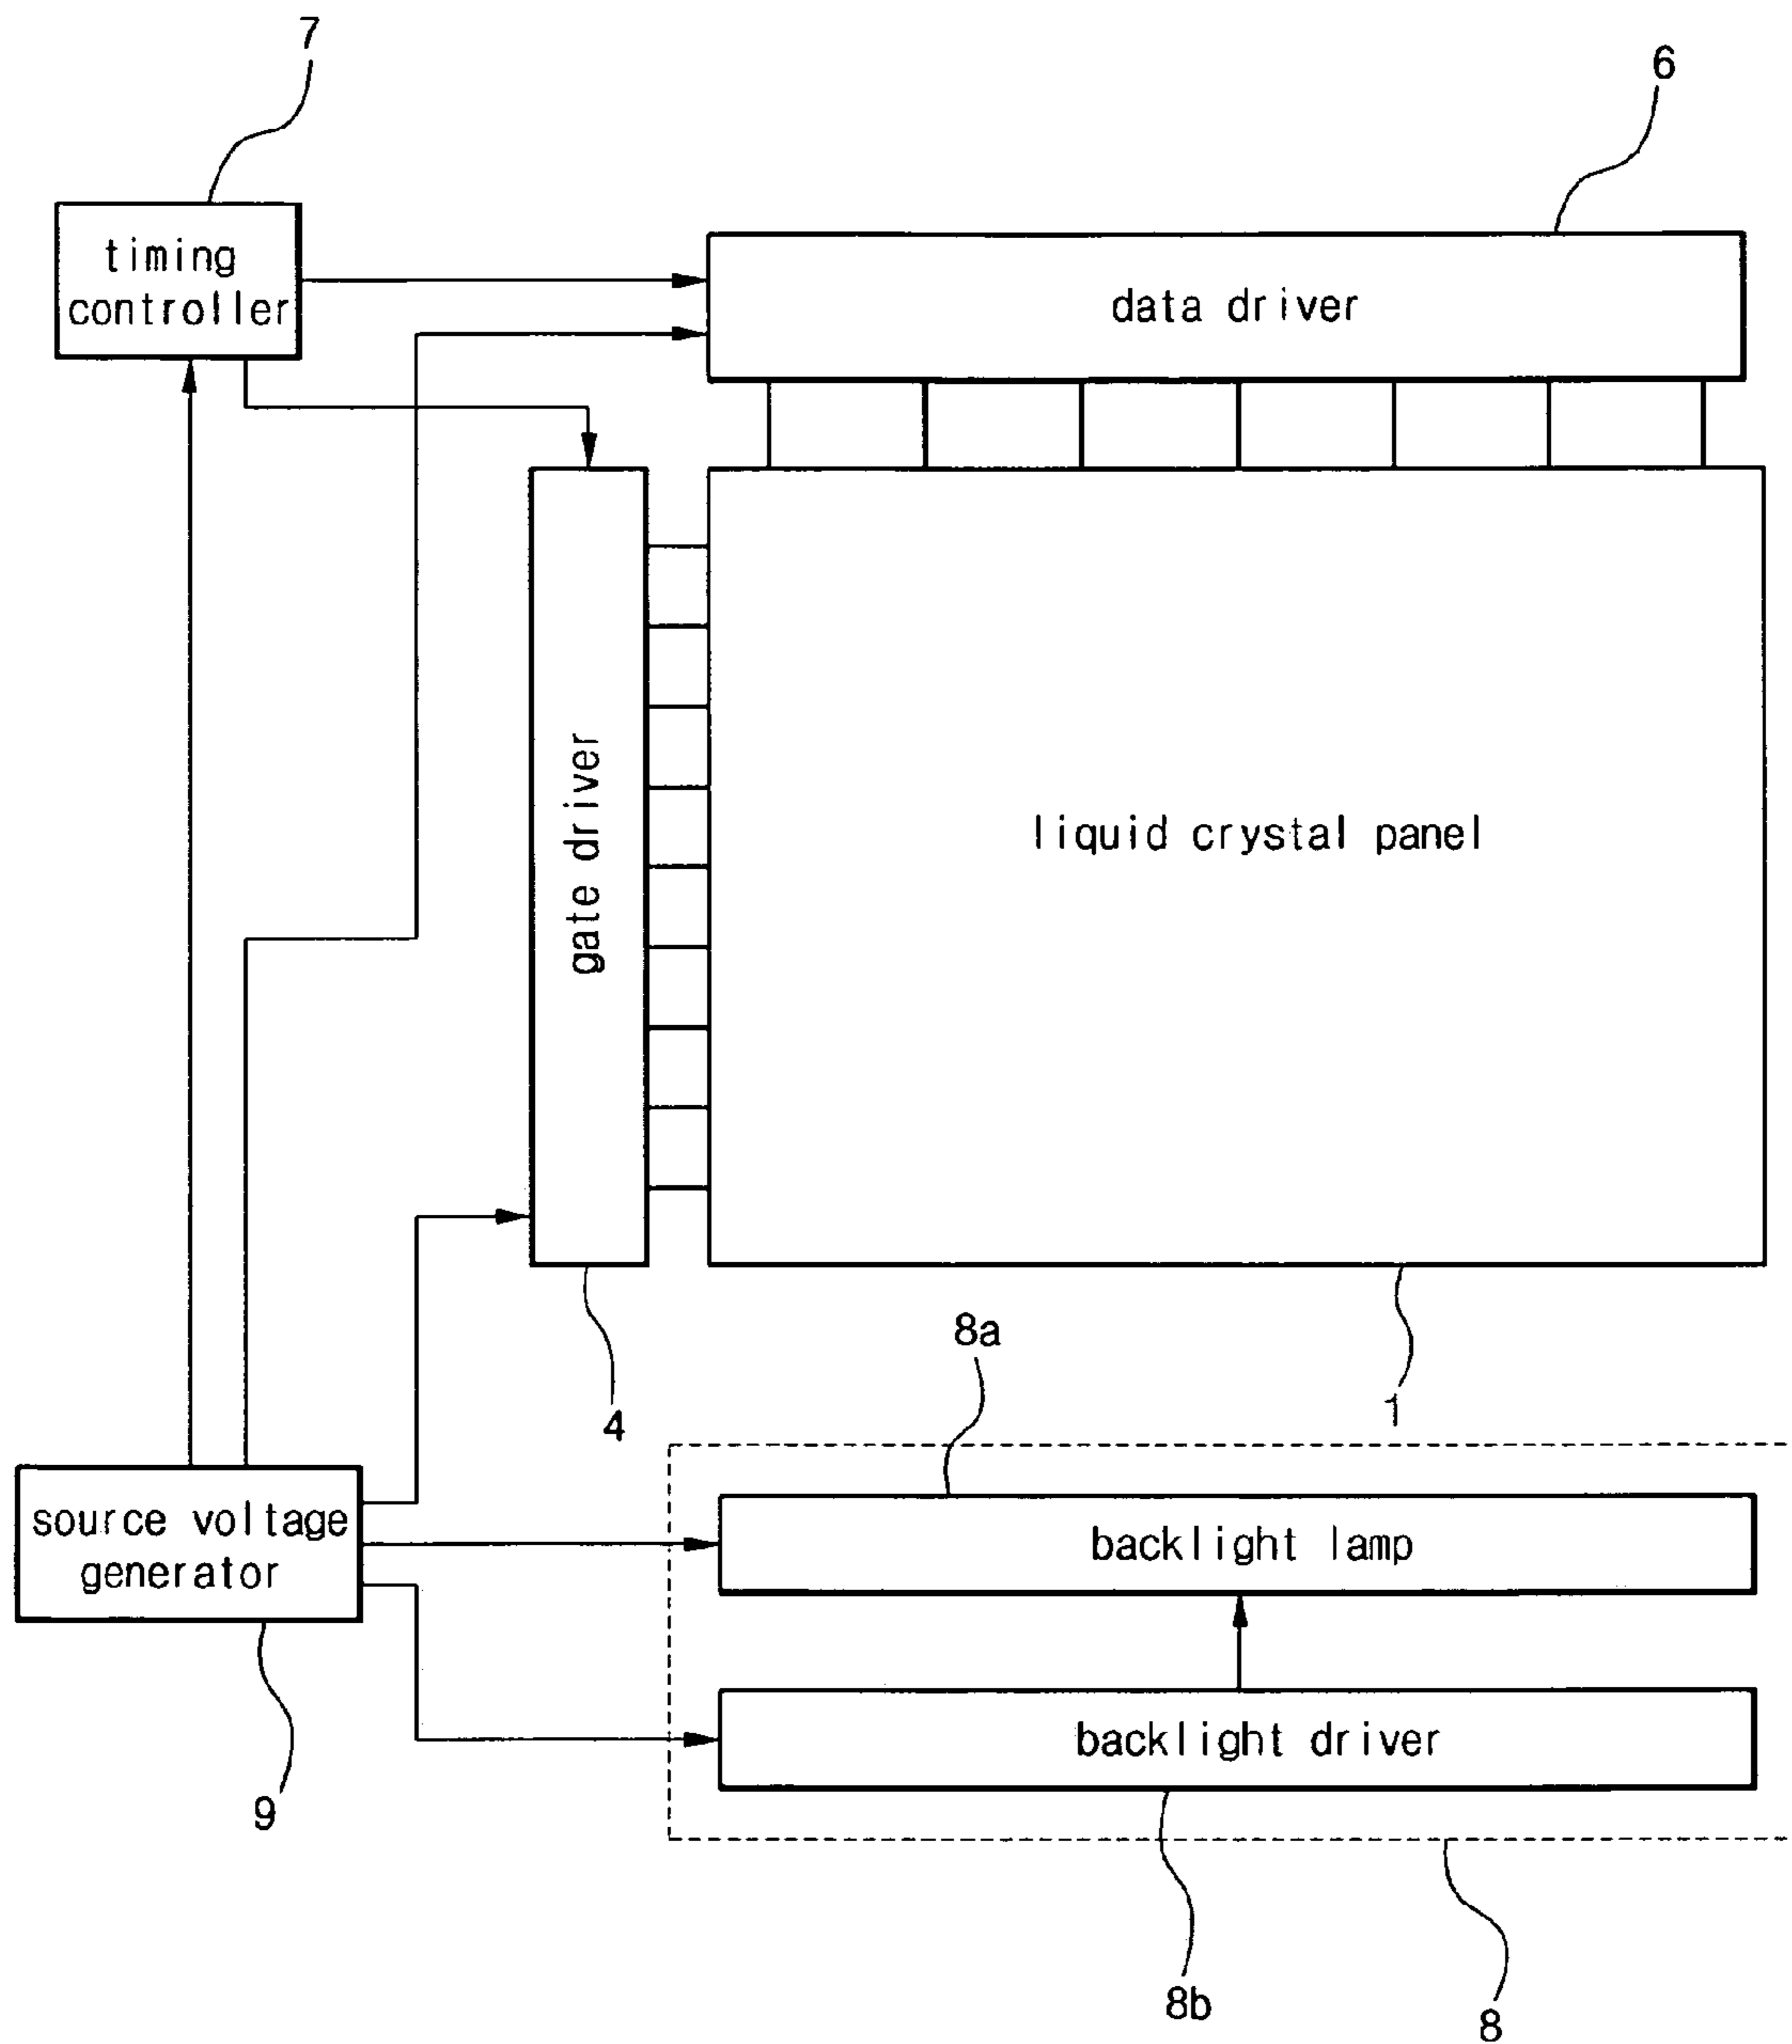 7
6
timing
controller
data driver
gate driver
liquid crystal panel
8a
4
1
source voltage
generator
backlight lamp
backlight driver
9
8b
8